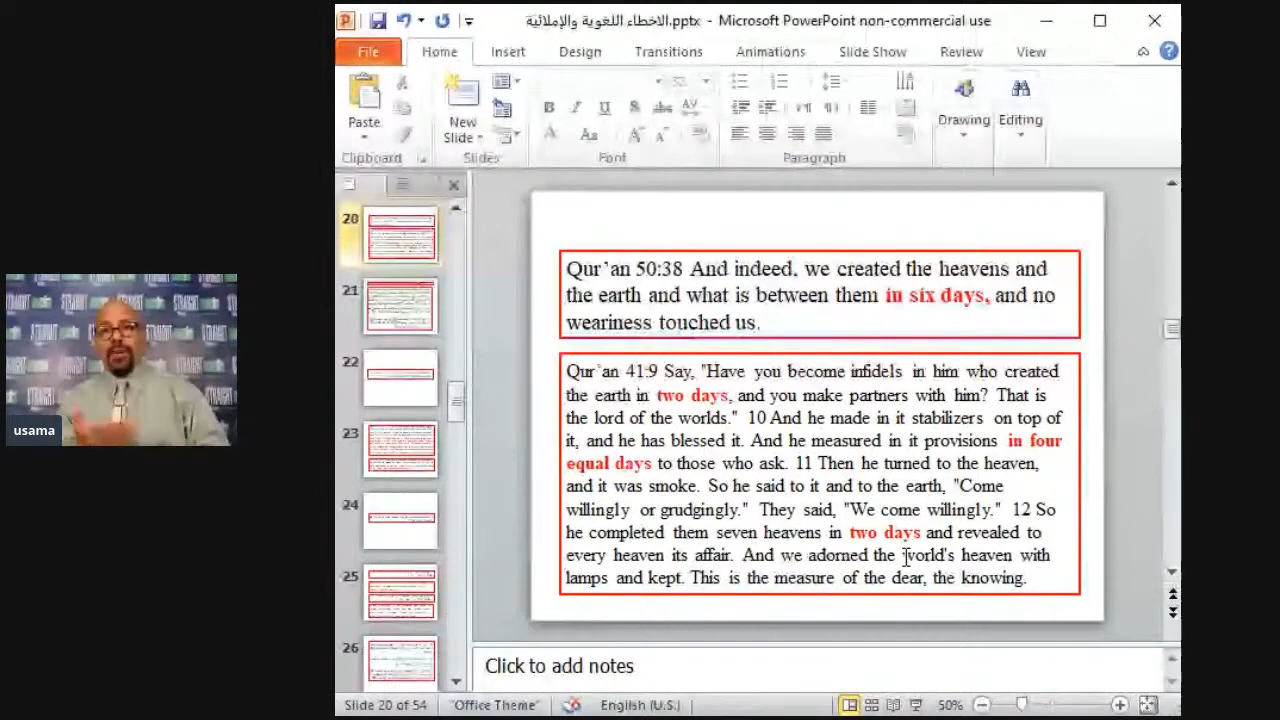 الاخطاء اللغوية والإملائية.pptx - Microsoft PowerPoint non-commercial use
File Home Insert Design Transitions Animations Slide Show Review View
Paste
New
Slide
Drawing
Editing
Clipboard Slides Font Paragraph
20
21
22
23
24
25
26
Qur'an 50:38 And indeed, we created the heavens and
the earth and what is between them in six days, and no
weariness touched us.
Qur'an 41:9 Say, "Have you become infidels in him who created
the earth in two days, and you make partners with him? That is
the lord of the worlds." 10 And he made in it stabilizers on top of
it, and he has blessed it. And he measured in it provisions in four
equal days to those who ask. 11 Then he turned to the heaven,
and it was smoke. So he said to it and to the earth, "Come
willingly or grudgingly." They said, "We come willingly." 12 So
he completed them seven heavens in two days and revealed to
every heaven its affair. And we adorned the world's heaven with
lamps and kept. This is the measure of the dear, the knowing.
STRAIGHT
usama
Click to add notes
Slide 20 of 54 "Office Theme" English (U.S.) 50%